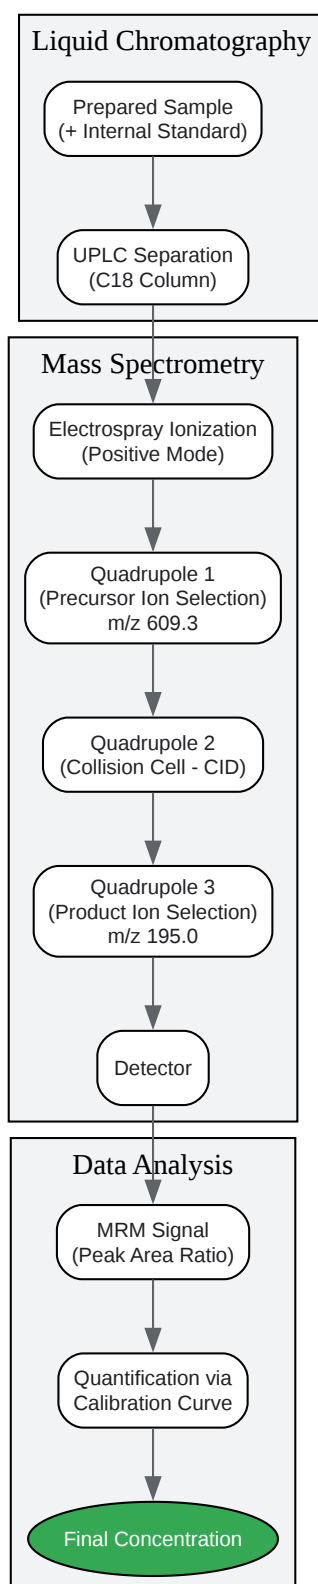 Liquid Chromatography
Prepared Sample
(+ Internal Standard)
UPLC Separation
(C18 Column)
Mass Spectrometry
Electrospray Ionization
(Positive Mode)
Quadrupole 1
(Precursor Ion Selection)
m/z 609.3
Quadrupole 2
(Collision Cell - CID)
Quadrupole 3
(Product Ion Selection)
m/z 195.0
Detector
Data Analysis
MRM Signal
(Peak Area Ratio)
Quantification via
Calibration Curve
Final Concentration